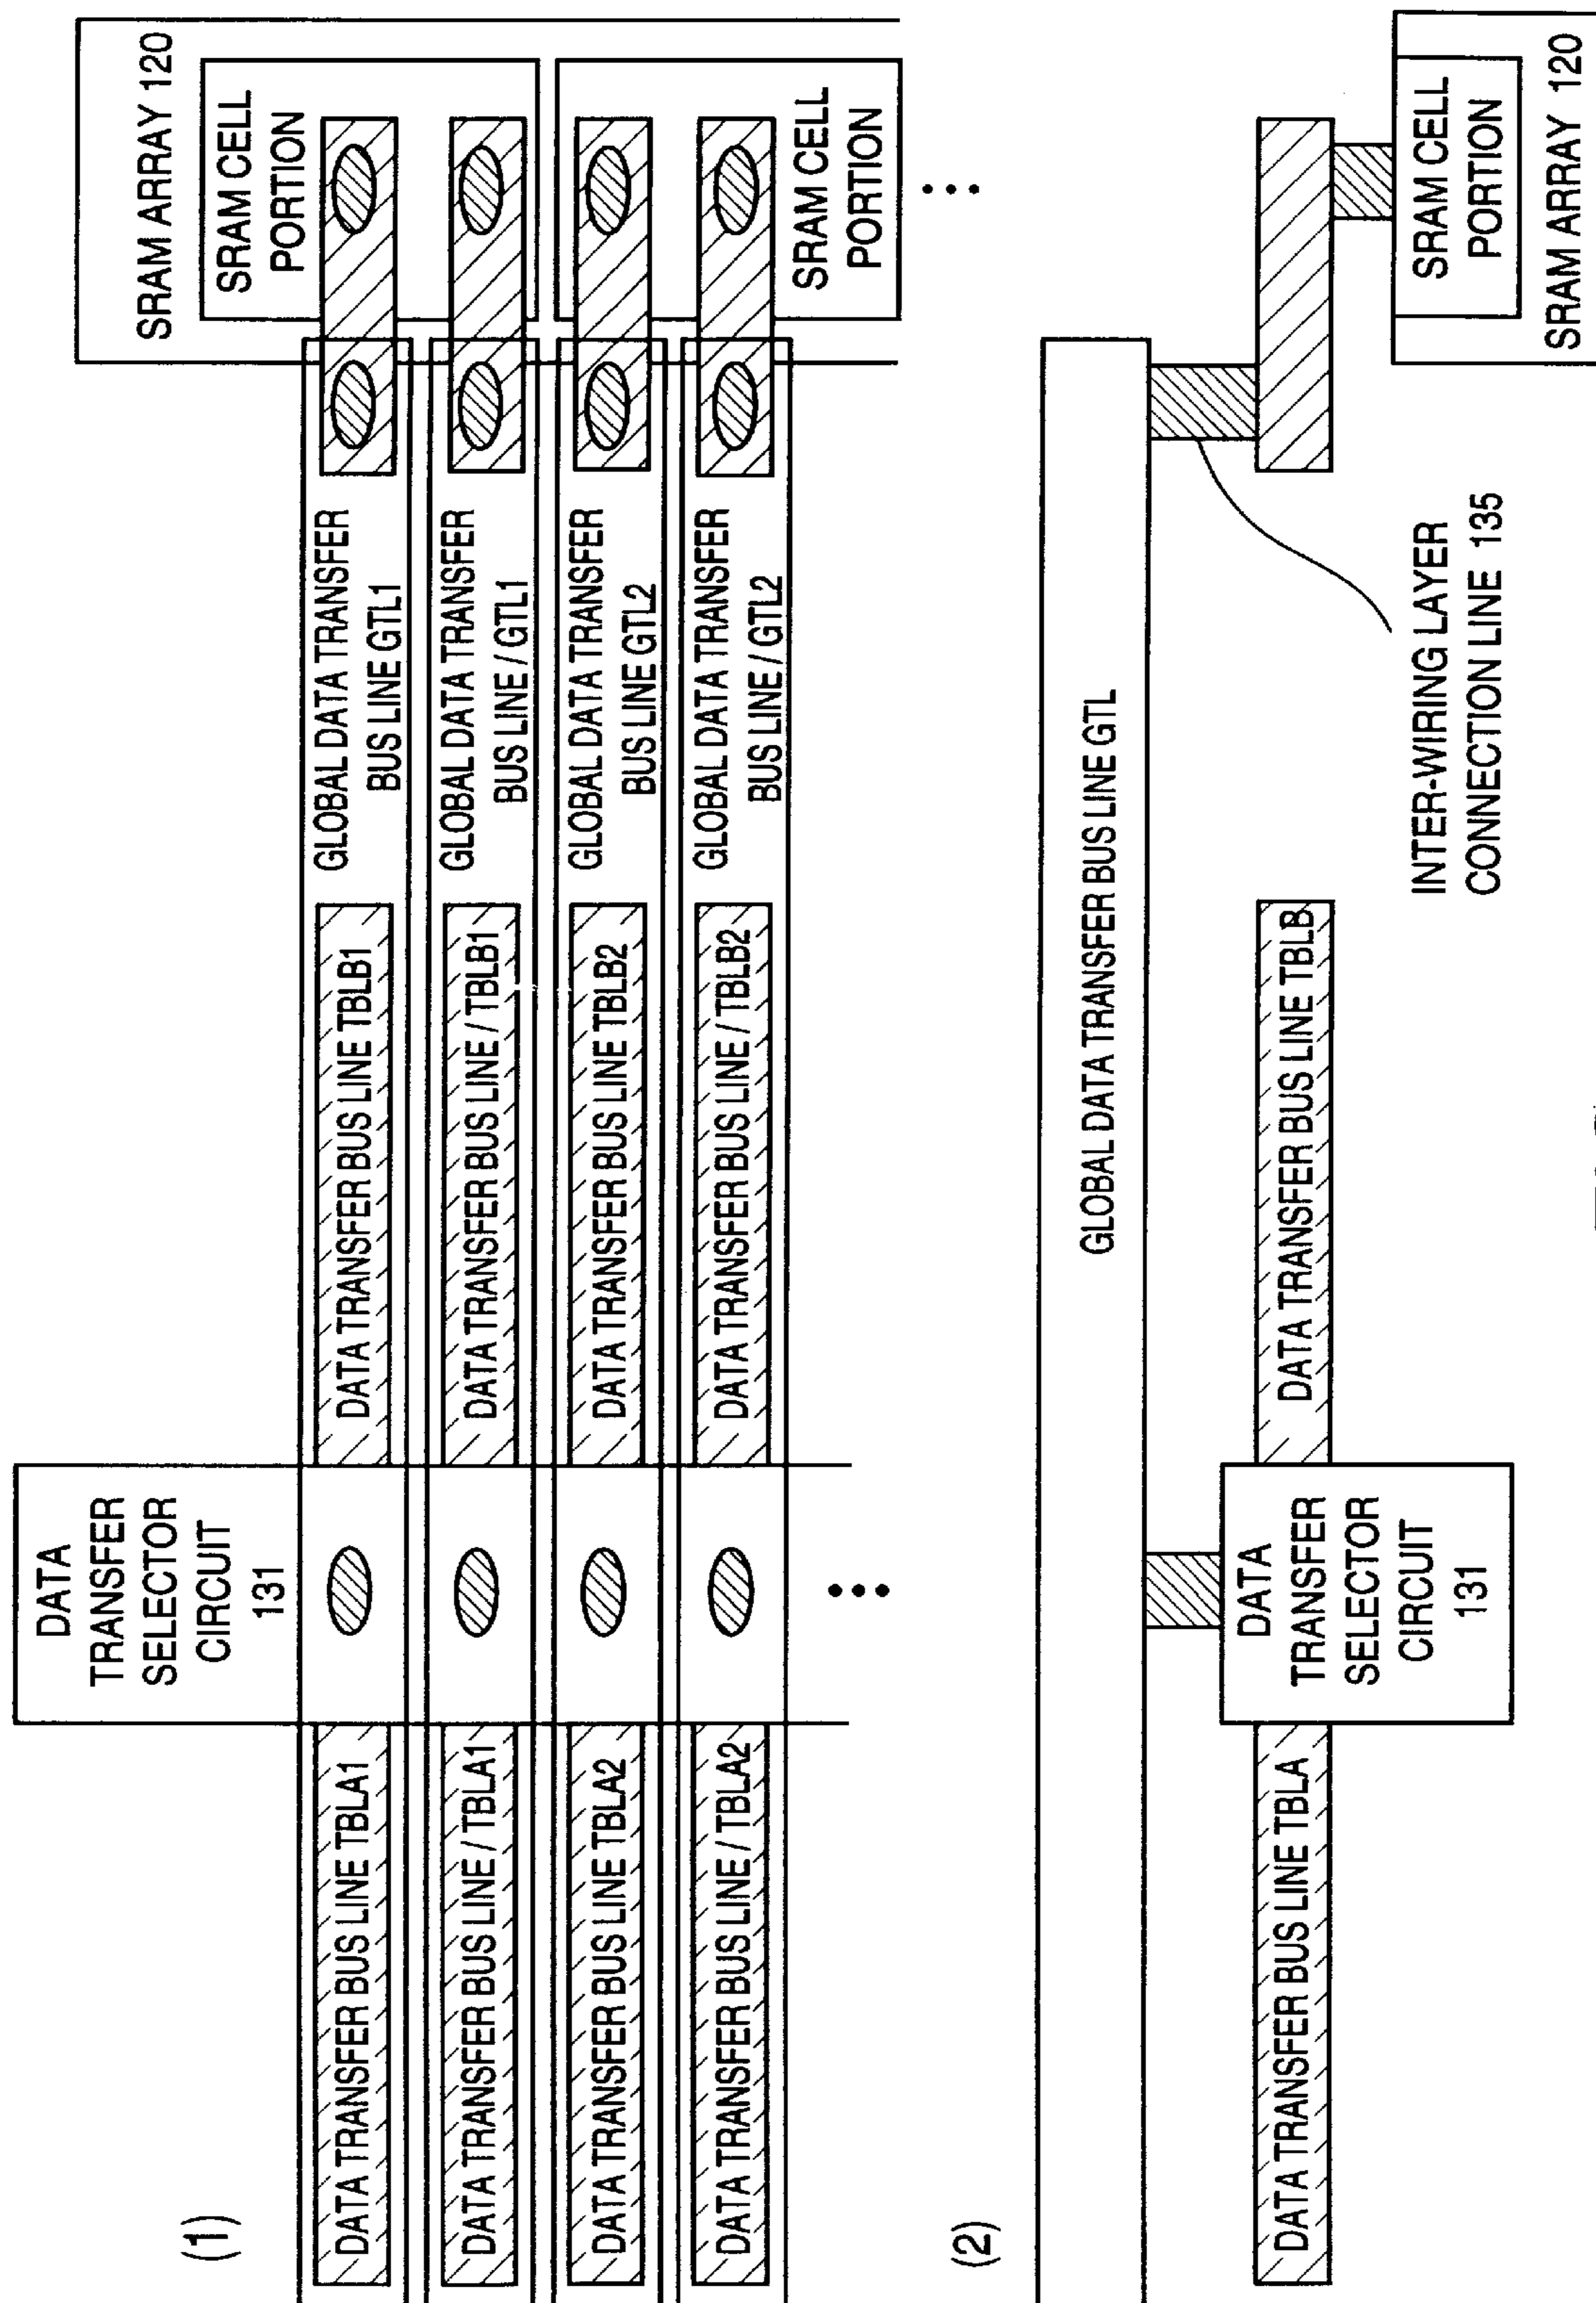 (1)
DATA
TRANSFER
SELECTOR
CIRCUIT
131
SRAM ARRAY 120
SRAM CELL
PORTION
DATA TRANSFER BUS LINE TBLA1
DATA TRANSFER BUS LINE TBLB1
GLOBAL DATA TRANSFER
BUS LINE GTL1
DATA TRANSFER BUS LINE / TBLA1
DATA TRANSFER BUS LINE / TBLB1
GLOBAL DATA TRANSFER
BUS LINE / GTL1
DATA TRANSFER BUS LINE TBLA2
DATA TRANSFER BUS LINE TBLB2
GLOBAL DATA TRANSFER
BUS LINE GTL2
DATA TRANSFER BUS LINE / TBLA2
DATA TRANSFER BUS LINE / TBLB2
GLOBAL DATA TRANSFER
BUS LINE / GTL2
SRAM CELL
PORTION
...
...
(2)
GLOBAL DATA TRANSFER BUS LINE GTL
DATA TRANSFER BUS LINE TBLA
DATA
TRANSFER
SELECTOR
CIRCUIT
131
DATA TRANSFER BUS LINE TBLB
INTER-WIRING LAYER
CONNECTION LINE 135
SRAM CELL
PORTION
SRAM ARRAY 120